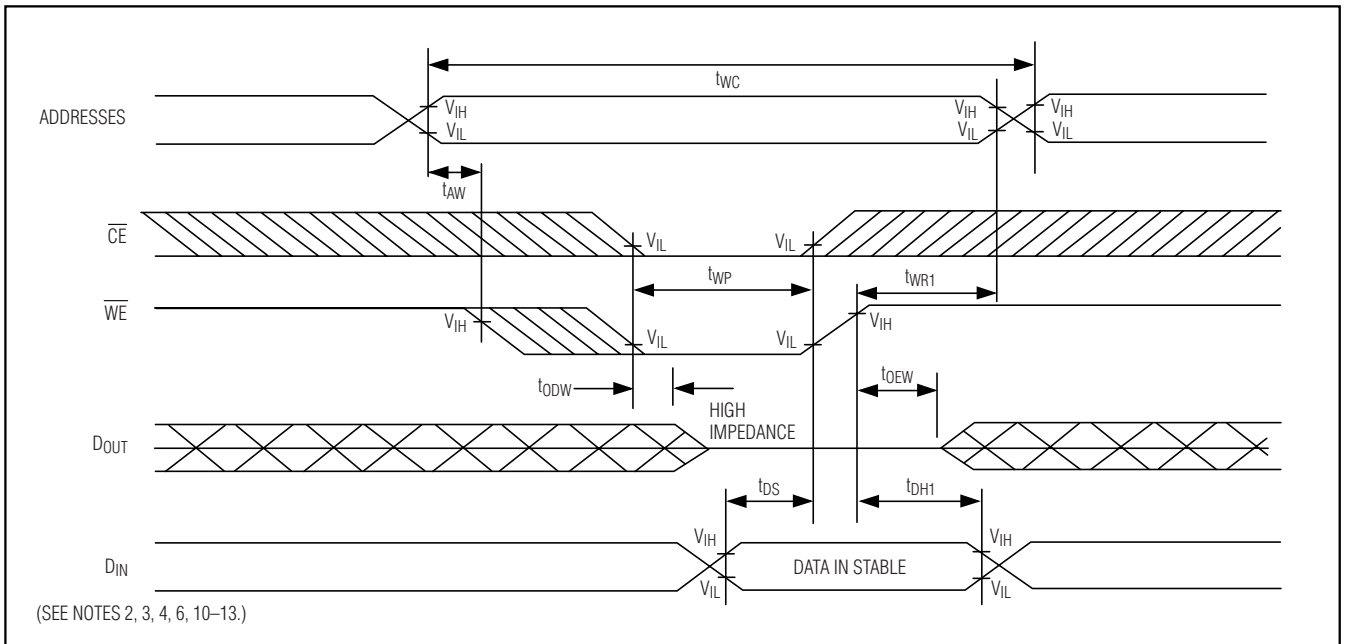 tWC
ADDRESSES
VIH
VIL
VIH
VIL
VIH
VIL
tAW
CE
VIL
VIL
tWP
tWR1
WE
VIH
VIL
VIL
VIH
tODW
tOEW
HIGH
IMPEDANCE
DOUT
tDS
tDH1
VIH
VIH
DIN
DATA IN STABLE
VIL
VIL
(SEE NOTES 2, 3, 4, 6, 10–13.)